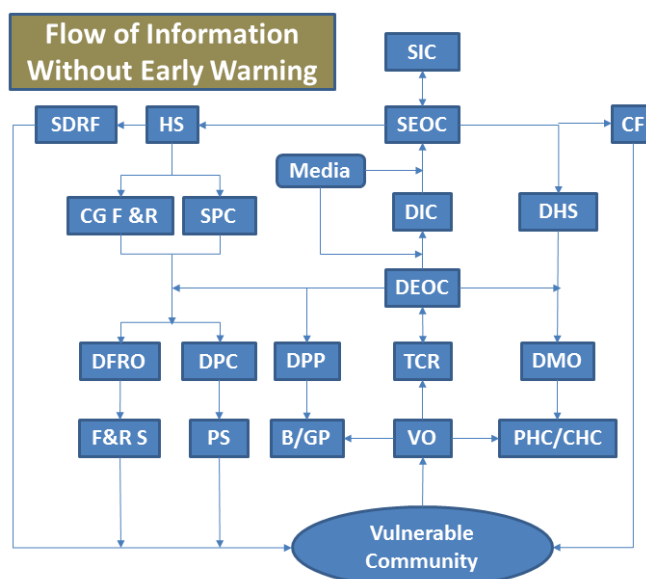 Flow of Information
Without Early Warning
SIC
SDRF
HS
SEOC
CF
Media
CG F &R
SPC
DIC
DHS
DEOC
DFRO
DPC
DPP
TCR
DMO
F&R S
PS
B/GP
VO
PHC/CHC
Vulnerable
Community